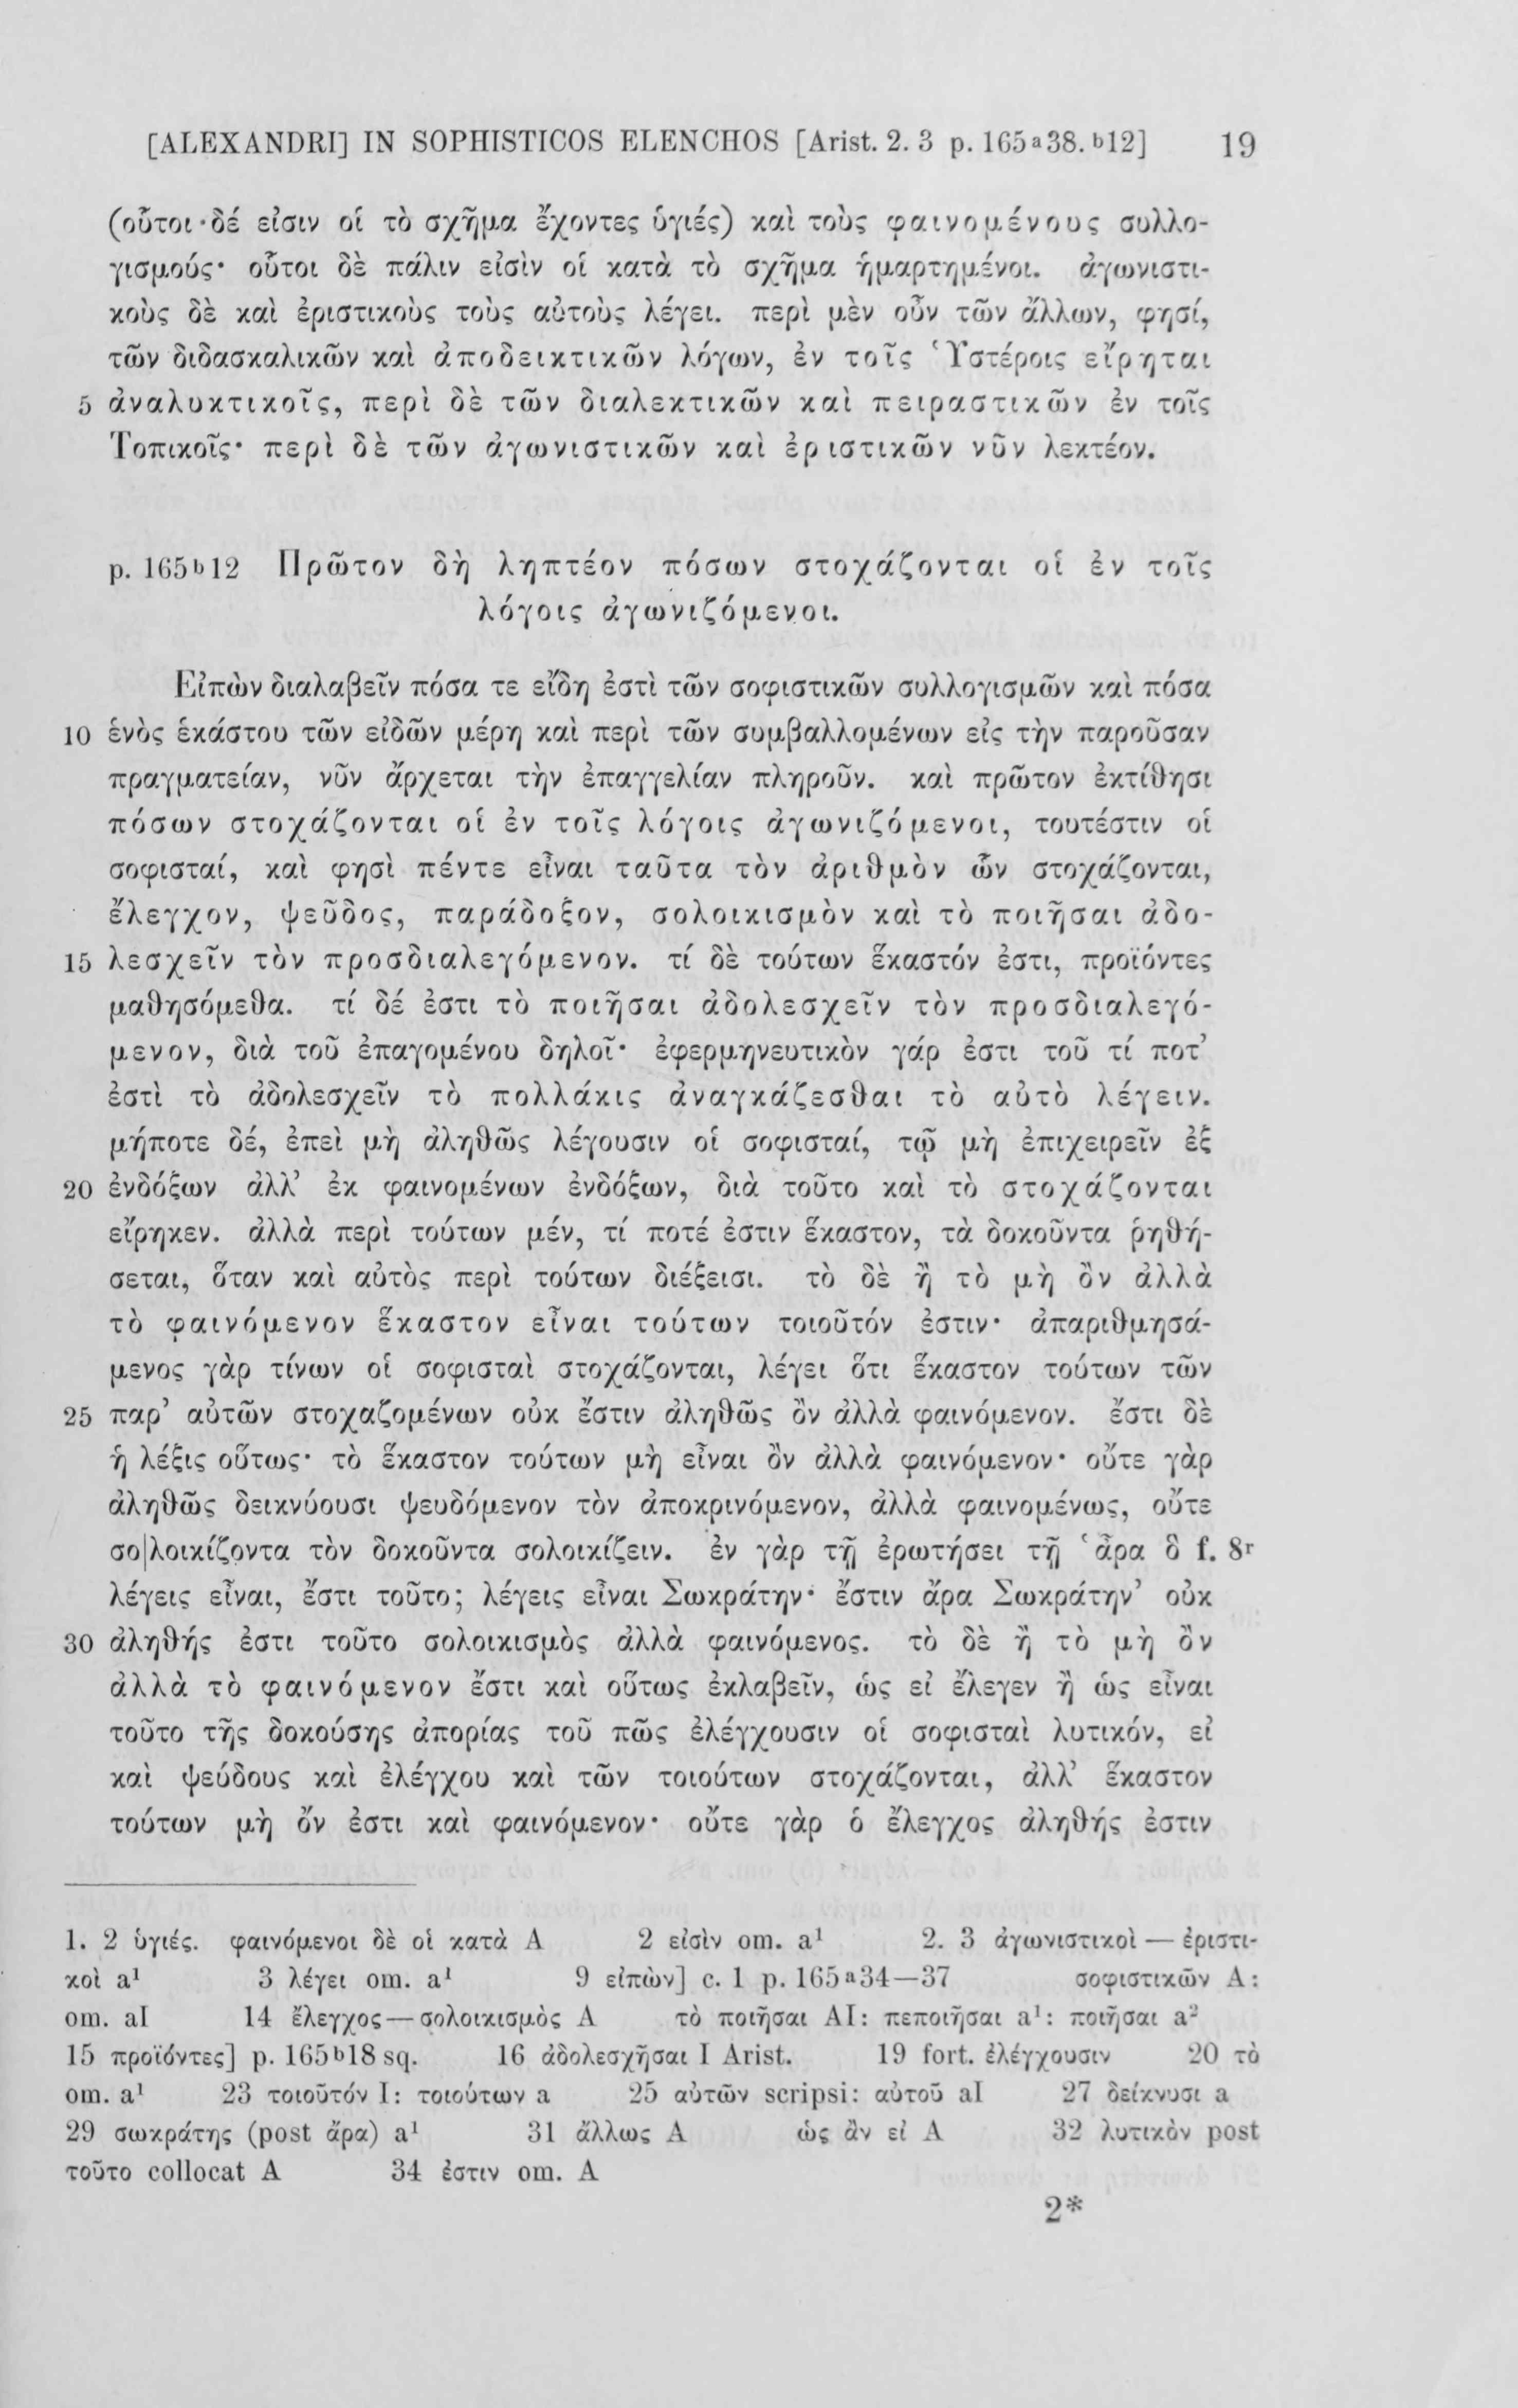 [ALEXANDRI] IN SOPHISTICOS ELENCHOS [Arist. 2. 3 p. 165ᵃ38. ᵇ12] 19
(οὗτοι δέ εἰσιν οἱ τὸ σχῆμα ἔχοντες ὑγιές) καὶ τοὺς φαινομένους συλλο-
γισμούς· οὗτοι δὲ πάλιν εἰσὶν οἱ κατὰ τὸ σχῆμα ἡμαρτημένοι. ἀγωνιστι-
κοὺς δὲ καὶ ἐριστικοὺς τοὺς αὐτοὺς λέγει. περὶ μὲν οὖν τῶν ἄλλων, φησί,
τῶν διδασκαλικῶν καὶ ἀποδεικτικῶν λόγων, ἐν τοῖς Ὑστέροις εἴρηται
5 ἀναλυκτικοῖς, περὶ δὲ τῶν διαλεκτικῶν καὶ πειραστικῶν ἐν τοῖς
Τοπικοῖς· περὶ δὲ τῶν ἀγωνιστικῶν καὶ ἐριστικῶν νῦν λεκτέον.
p. 165ᵇ12 Πρῶτον δὴ ληπτέον πόσων στοχάζονται οἱ ἐν τοῖς
λόγοις ἀγωνιζόμενοι.
Εἰπὼν διαλαβεῖν πόσα τε εἴδη ἐστὶ τῶν σοφιστικῶν συλλογισμῶν καὶ πόσα
10 ἑνὸς ἑκάστου τῶν εἰδῶν μέρη καὶ περὶ τῶν συμβαλλομένων εἰς τὴν παροῦσαν
πραγματείαν, νῦν ἄρχεται τὴν ἐπαγγελίαν πληροῦν. καὶ πρῶτον ἐκτίθησι
πόσων στοχάζονται οἱ ἐν τοῖς λόγοις ἀγωνιζόμενοι, τουτέστιν οἱ
σοφισταί, καὶ φησὶ πέντε εἶναι ταῦτα τὸν ἀριθμὸν ὧν στοχάζονται,
ἔλεγχον, ψεῦδος, παράδοξον, σολοικισμὸν καὶ τὸ ποιῆσαι ἀδο-
15 λεσχεῖν τὸν προσδιαλεγόμενον. τί δὲ τούτων ἕκαστόν ἐστι, προϊόντες
μαθησόμεθα. τί δέ ἐστι τὸ ποιῆσαι ἀδολεσχεῖν τὸν προσδιαλεγό-
μενον, διὰ τοῦ ἐπαγομένου δηλοῖ· ἐφερμηνευτικὸν γάρ ἐστι τοῦ τί ποτ’
ἐστὶ τὸ ἀδολεσχεῖν τὸ πολλάκις ἀναγκάζεσθαι τὸ αὐτὸ λέγειν.
μήποτε δέ, ἐπεὶ μὴ ἀληθῶς λέγουσιν οἱ σοφισταί, τῷ μὴ ἐπιχειρεῖν ἐξ
20 ἐνδόξων ἀλλ’ ἐκ φαινομένων ἐνδόξων, διὰ τοῦτο καὶ τὸ στοχάζονται
εἴρηκεν. ἀλλὰ περὶ τούτων μέν, τί ποτέ ἐστιν ἕκαστον, τὰ δοκοῦντα ῥηθή-
σεται, ὅταν καὶ αὐτὸς περὶ τούτων διέξεισι. τὸ δὲ ἢ τὸ μὴ ὂν ἀλλὰ
τὸ φαινόμενον ἕκαστον εἶναι τούτων τοιοῦτόν ἐστιν· ἀπαριθμησά-
μενος γὰρ τίνων οἱ σοφισταὶ στοχάζονται, λέγει ὅτι ἕκαστον τούτων τῶν
25 παρ’ αὐτῶν στοχαζομένων οὐκ ἔστιν ἀληθῶς ὂν ἀλλὰ φαινόμενον. ἔστι δὲ
ἡ λέξις οὕτως· τὸ ἕκαστον τούτων μὴ εἶναι ὂν ἀλλὰ φαινόμενον· οὔτε γὰρ
ἀληθῶς δεικνύουσι ψευδόμενον τὸν ἀποκρινόμενον, ἀλλὰ φαινομένως, οὔτε
σο|λοικίζοντα τὸν δοκοῦντα σολοικίζειν. ἐν γὰρ τῇ ἐρωτήσει τῇ ‘ἆρα ὃ f. 8ʳ
λέγεις εἶναι, ἔστι τοῦτο; λέγεις εἶναι Σωκράτην· ἔστιν ἄρα Σωκράτην’ οὐκ
30 ἀληθής ἐστι τοῦτο σολοικισμὸς ἀλλὰ φαινόμενος. τὸ δὲ ἢ τὸ μὴ ὂν
ἀλλὰ τὸ φαινόμενον ἔστι καὶ οὕτως ἐκλαβεῖν, ὡς εἰ ἔλεγεν ἢ ὡς εἶναι
τοῦτο τῆς δοκούσης ἀπορίας τοῦ πῶς ἐλέγχουσιν οἱ σοφισταὶ λυτικόν, εἰ
καὶ ψεύδους καὶ ἐλέγχου καὶ τῶν τοιούτων στοχάζονται, ἀλλ’ ἕκαστον
τούτων μὴ ὄν ἐστι καὶ φαινόμενον· οὔτε γὰρ ὁ ἔλεγχος ἀληθής ἐστιν
1. 2 ὑγιές. φαινόμενοι δὲ οἱ κατὰ A 2 εἰσὶν om. a¹ 2. 3 ἀγωνιστικοὶ — ἐριστι-
κοὶ a¹ 3 λέγει om. a¹ 9 εἰπὼν] c. 1 p. 165ᵃ34—37 σοφιστικῶν A:
om. aI 14 ἔλεγχος — σολοικισμὸς A τὸ ποιῆσαι AI: πεποιῆσαι a¹: ποιῆσαι a²
15 προϊόντες] p. 165ᵇ18 sq. 16 ἀδολεσχῆσαι I Arist. 19 fort. ἐλέγχουσιν 20 τὸ
om. a¹ 23 τοιοῦτόν I: τοιούτων a 25 αὐτῶν scripsi: αὐτοῦ aI 27 δείκνυσι a
29 σωκράτης (post ἄρα) a¹ 31 ἄλλως A ὡς ἂν εἰ A 32 λυτικὸν post
τοῦτο collocat A 34 ἐστιν om. A
2*